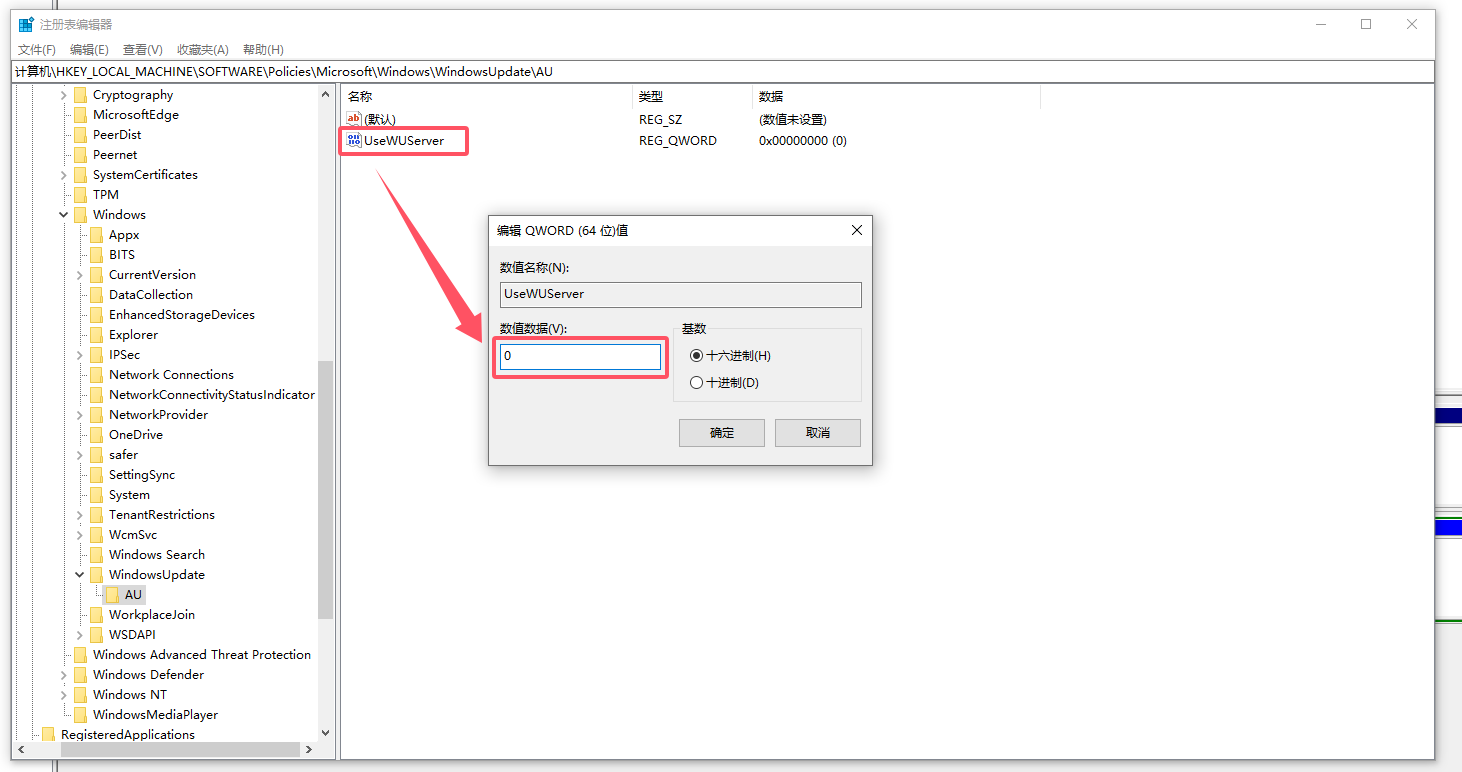 注册表编辑器
文件(F) 编辑(E) 查看(V) 收藏夹(A) 帮助(H)
计算机\HKEY_LOCAL_MACHINE\SOFTWARE\Policies\Microsoft\Windows\WindowsUpdate\AU
Cryptography
MicrosoftEdge
PeerDist
Peernet
SystemCertificates
TPM
Windows
Appx
BITS
CurrentVersion
DataCollection
EnhancedStorageDevices
Explorer
IPSec
Network Connections
NetworkConnectivityStatusIndicator
NetworkProvider
OneDrive
safer
SettingSync
System
TenantRestrictions
WcmSvc
Windows Search
WindowsUpdate
AU
WorkplaceJoin
WSDAPI
Windows Advanced Threat Protection
Windows Defender
Windows NT
WindowsMediaPlayer
RegisteredApplications
名称 类型 数据
(默认) REG_SZ (数值未设置)
UseWUServer REG_QWORD 0x00000000 (0)
编辑 QWORD (64 位)值
数值名称(N):
UseWUServer
数值数据(V):
0
基数
十六进制(H)
十进制(D)
确定 取消